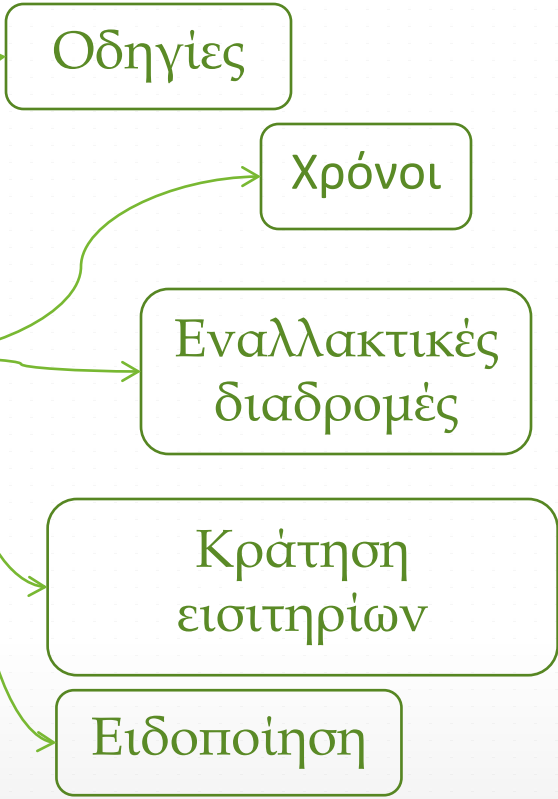 Οδηγίες
Χρόνοι
Εναλλακτικές
διαδρομές
Κράτηση
εισιτηρίων
Ειδοποίηση